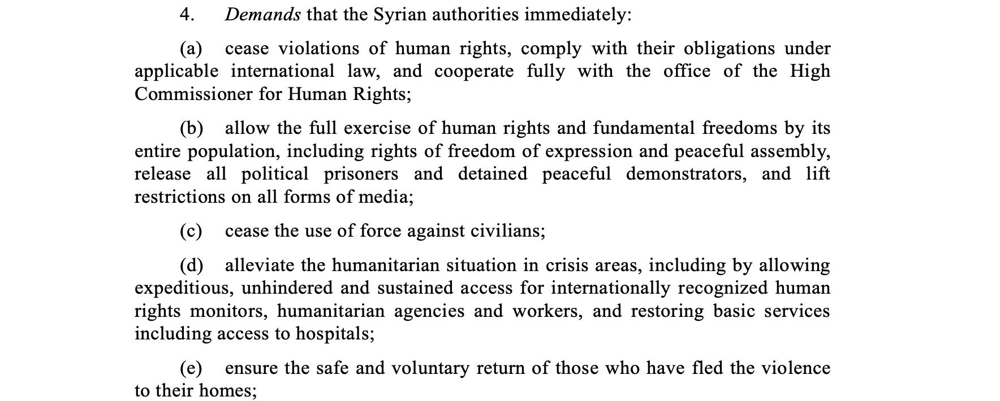 4. Demands that the Syrian authorities immediately:
(a) cease violations of human rights, comply with their obligations under
applicable international law, and cooperate fully with the office of the High
Commissioner for Human Rights;
(b) allow the full exercise of human rights and fundamental freedoms by its
entire population, including rights of freedom of expression and peaceful assembly,
release all political prisoners and detained peaceful demonstrators, and lift
restrictions on all forms of media;
(c) cease the use of force against civilians;
(d) alleviate the humanitarian situation in crisis areas, including by allowing
expeditious, unhindered and sustained access for internationally recognized human
rights monitors, humanitarian agencies and workers, and restoring basic services
including access to hospitals;
(e) ensure the safe and voluntary return of those who have fled the violence
to their homes;